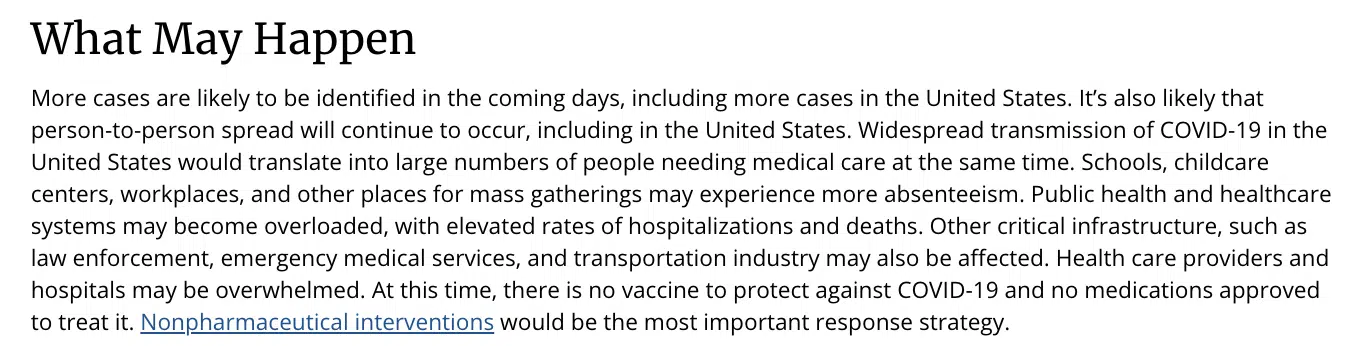 What May Happen
More cases are likely to be identified in the coming days, including more cases in the United States. It’s also likely that
person-to-person spread will continue to occur, including in the United States. Widespread transmission of COVID-19 in the
United States would translate into large numbers of people needing medical care at the same time. Schools, childcare
centers, workplaces, and other places for mass gatherings may experience more absenteeism. Public health and healthcare
systems may become overloaded, with elevated rates of hospitalizations and deaths. Other critical infrastructure, such as
law enforcement, emergency medical services, and transportation industry may also be affected. Health care providers and
hospitals may be overwhelmed. At this time, there is no vaccine to protect against COVID-19 and no medications approved
to treat it. Nonpharmaceutical interventions would be the most important response strategy.